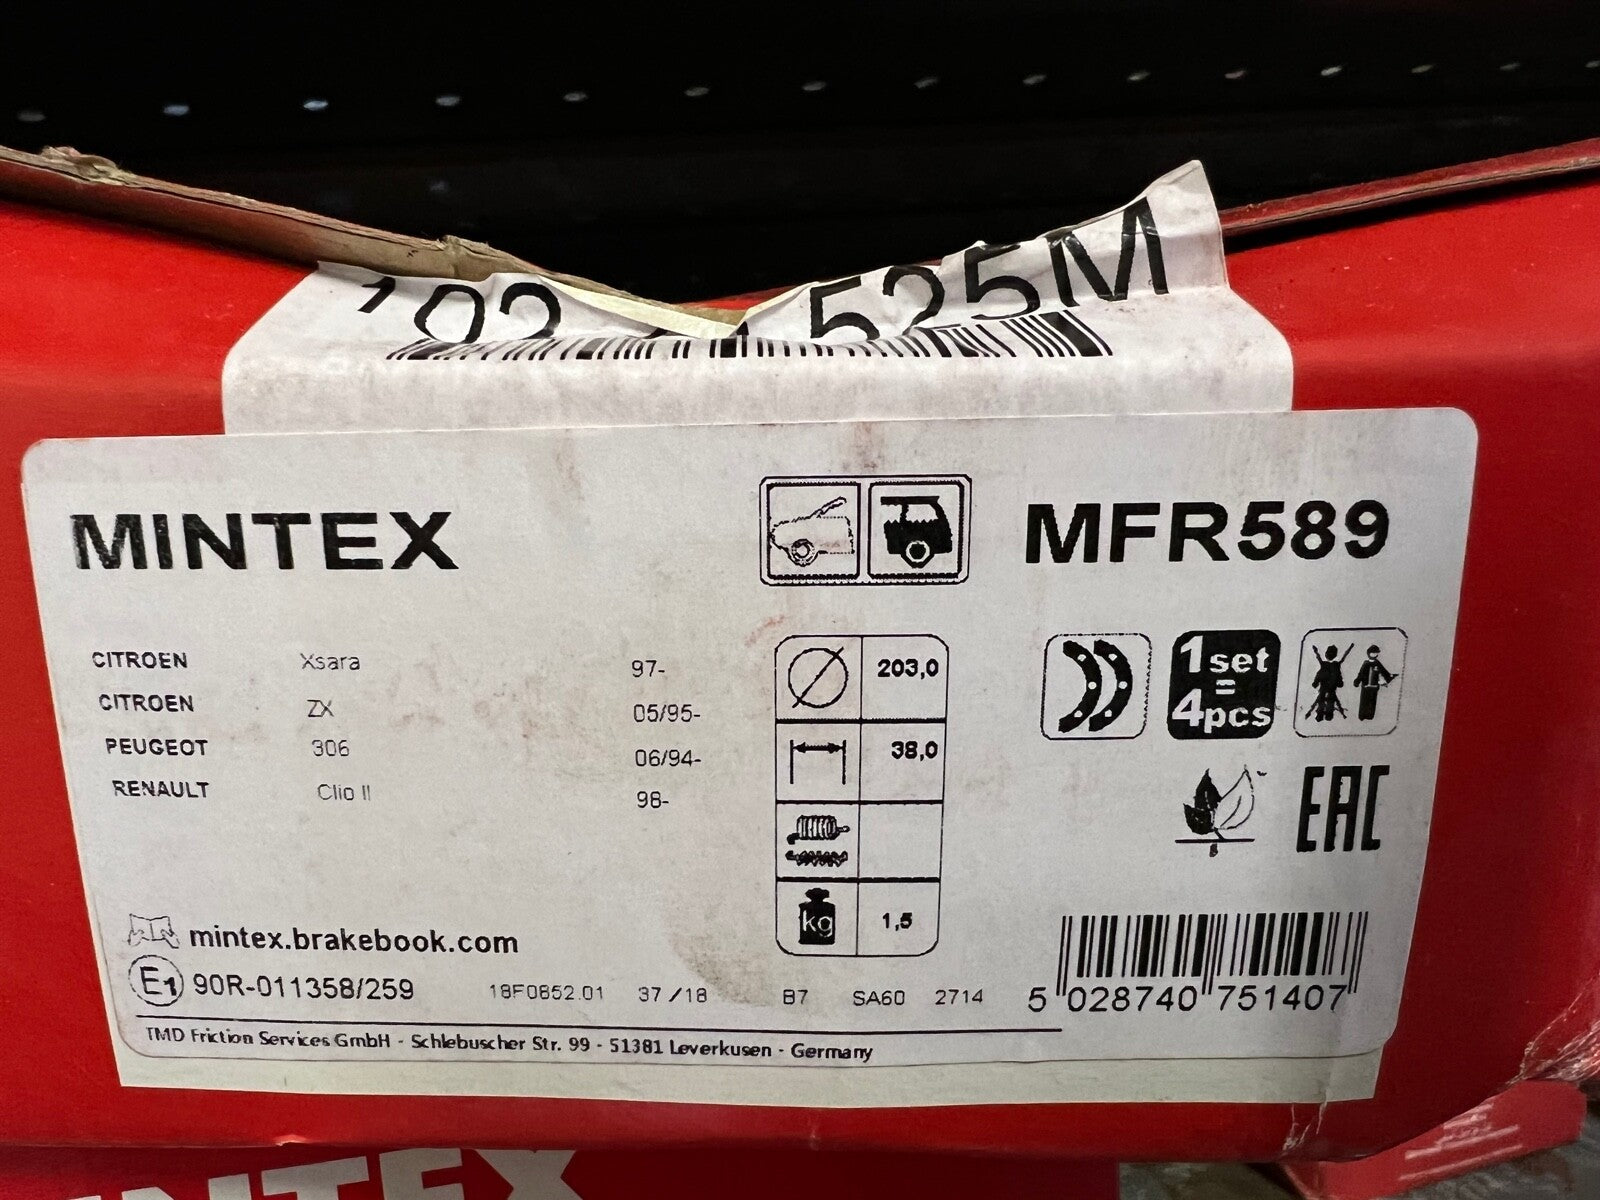 525M
MINTEX
MFR589
CITROEN Xsara 97-
CITROEN ZX 05/95-
PEUGEOT 306 06/94-
RENAULT Clio II 98-
203,0
38,0
kg 1,5
1set
=
4pcs
EAC
mintex.brakebook.com
E1 90R-011358/259
18F0852.01 37/18 B7 SA60 2714
5 028740 751407
TMD Friction Services GmbH - Schlebuscher Str. 99 - 51381 Leverkusen - Germany
MINTEX